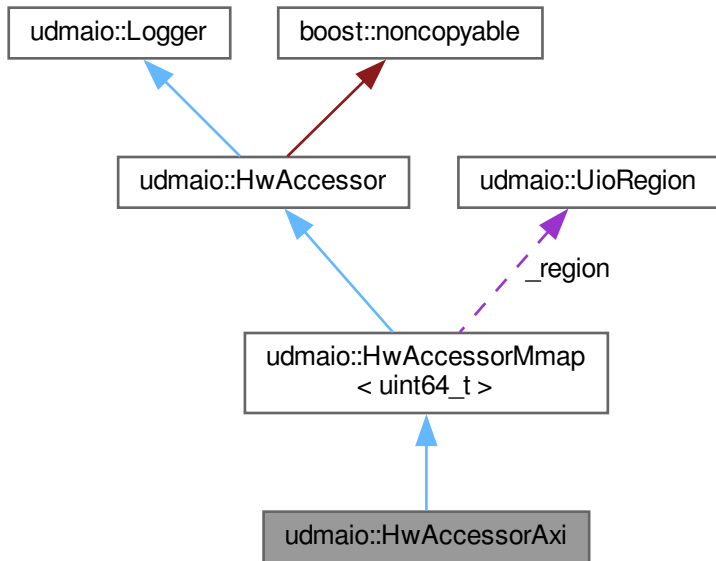 udmaio::Logger
boost::noncopyable
udmaio::HwAccessor
udmaio::UioRegion
_region
udmaio::HwAccessorMmap
< uint64_t >
udmaio::HwAccessorAxi